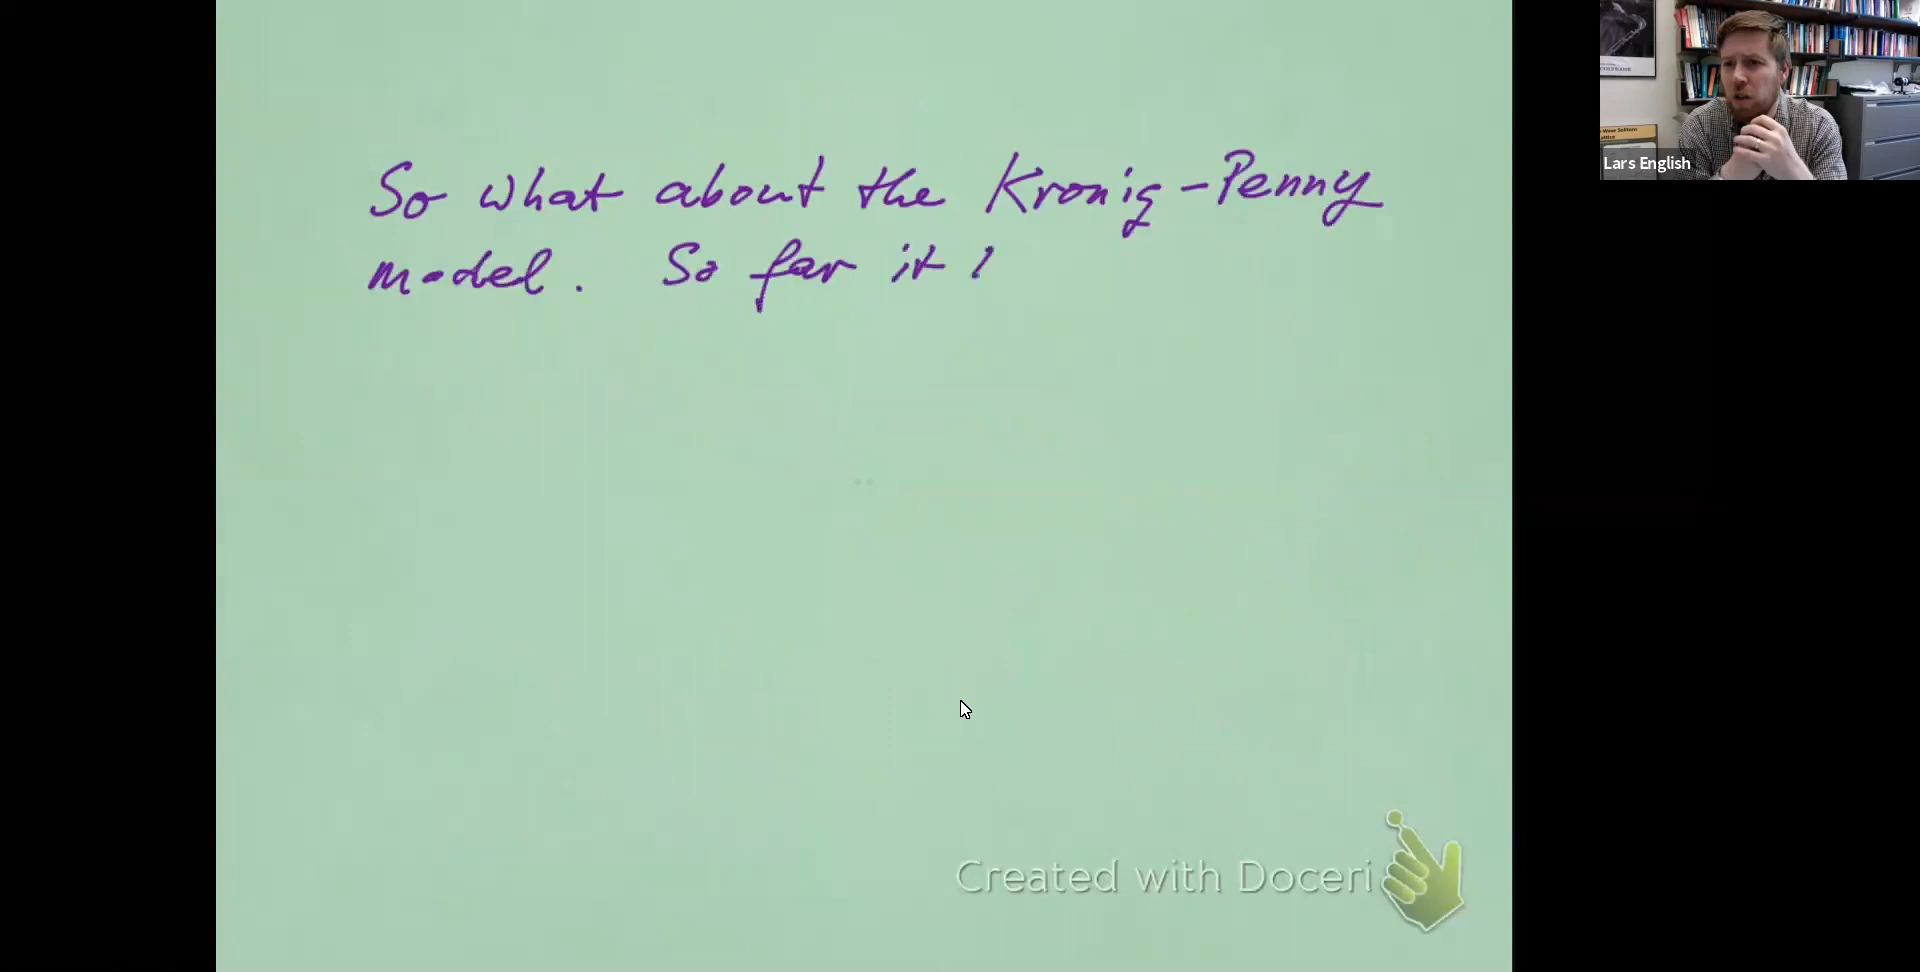 So what about the Kronig-Penny
model. So far it
Lars English
Created with Doceri